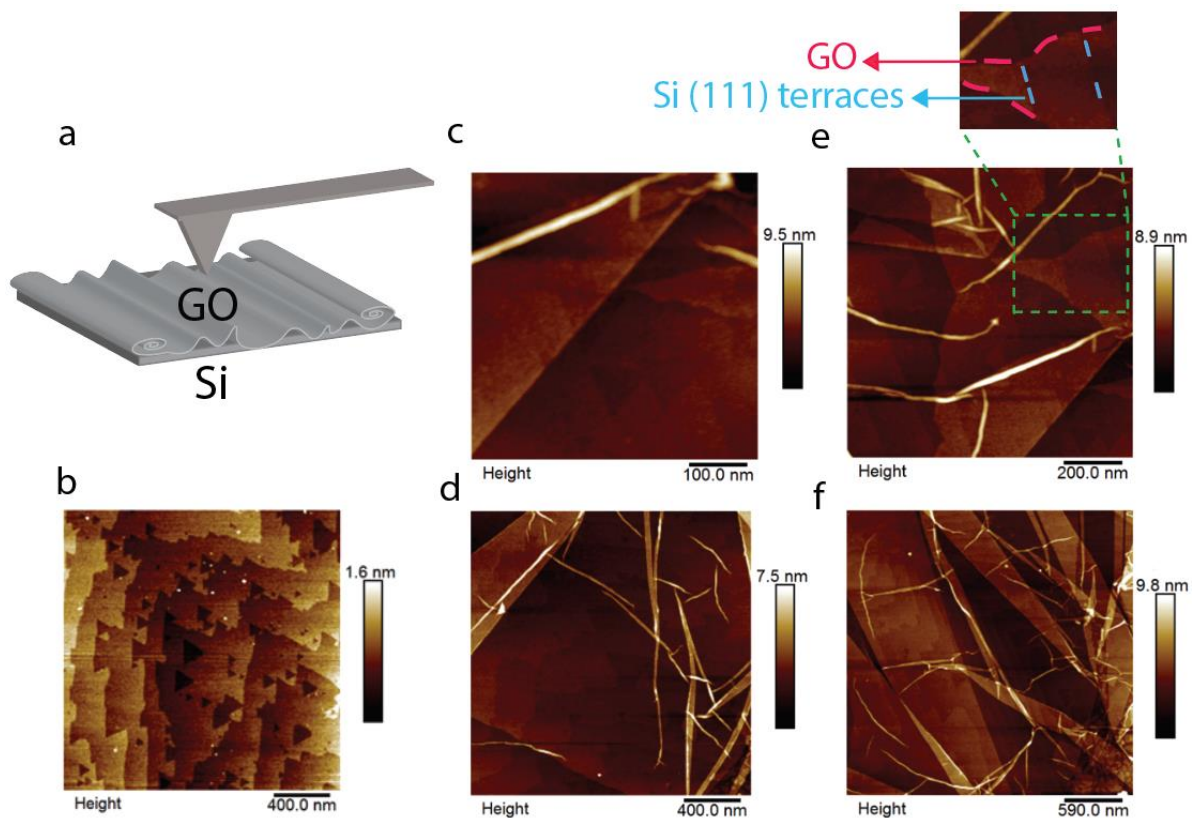 GO
Si (111) terraces
a
GO
Si
b
1.6 nm
Height
400.0 nm
c
9.5 nm
Height
100.0 nm
d
7.5 nm
Height
400.0 nm
e
8.9 nm
Height
200.0 nm
f
9.8 nm
Height
590.0 nm